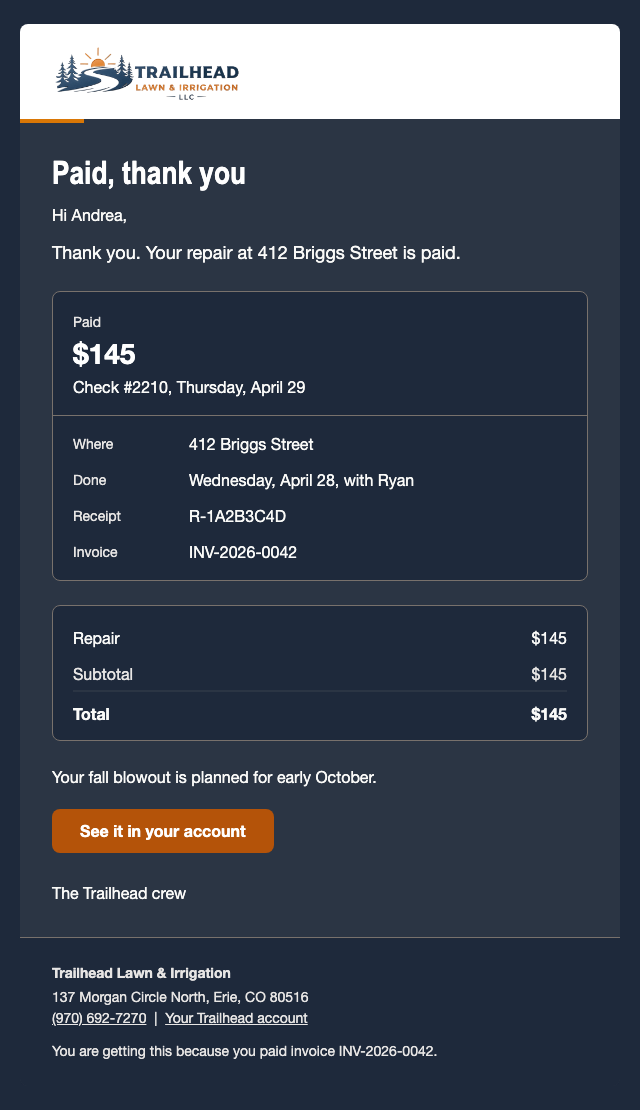 TRAILHEAD
LAWN & IRRIGATION
LLC
Paid, thank you
Hi Andrea,
Thank you. Your repair at 412 Briggs Street is paid.
Paid
$145
Check #2210, Thursday, April 29
Where 412 Briggs Street
Done Wednesday, April 28, with Ryan
Receipt R-1A2B3C4D
Invoice INV-2026-0042
Repair $145
Subtotal $145
Total $145
Your fall blowout is planned for early October.
See it in your account
The Trailhead crew
Trailhead Lawn & Irrigation
137 Morgan Circle North, Erie, CO 80516
(970) 692-7270 | Your Trailhead account
You are getting this because you paid invoice INV-2026-0042.